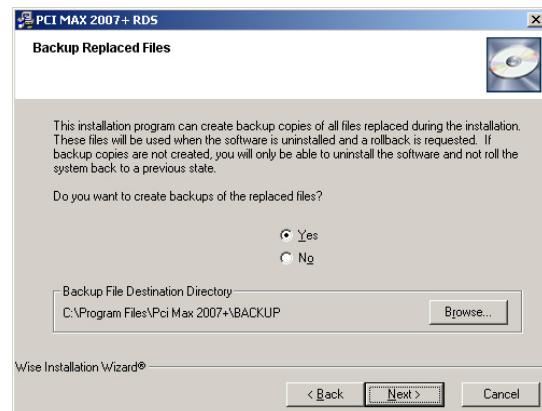 PCI MAX 2007+ RDS
Backup Replaced Files
This installation program can create backup copies of all files replaced during the installation.
These files will be used when the software is uninstalled and a rollback is requested. If
backup copies are not created, you will only be able to uninstall the software and not roll the
system back to a previous state.
Do you want to create backups of the replaced files?
Yes
No
Backup File Destination Directory
C:\Program Files\Pci Max 2007+\BACKUP
Browse...
Wise Installation Wizard®
< Back
Next >
Cancel